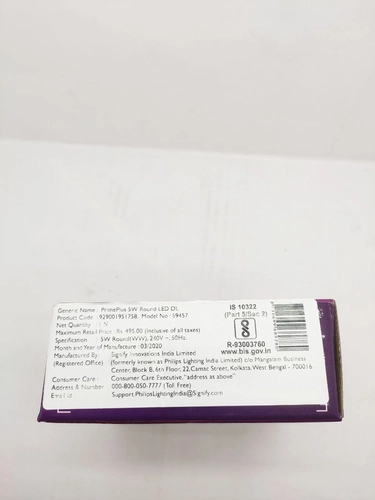 Generic Name : PrimePlus 5W Round LED DL
Product Code : 929001951758. Model No : 59457
Net Quantity : 1 N
Maximum Retail Price : Rs 495.00 (Inclusive of all taxes)
Specification 5W Round(WW), 240V ~, 50Hz.
Month and Year of Manufacture : 03/2020
Manufacture By : Signify Innovations India Limited
(Registered Office) (formerly known as Philips Lighting India Limited) c/o Mangalam Business
Center, Block B, 6th Floor, 22, Camac Street, Kolkata, West Bengal - 700016
Consumer Care : Consumer Care Executive, "address as above"
Address & Number 000-800-050-7777 (Toll Free)
Email id Support.PhilipsLightingIndia@Signify.com
IS 10322
(Part 5/Sec 2)
R-93003760
www.bis.gov.in